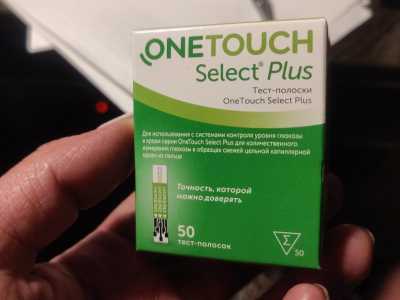 ONETOUCH
Select® Plus
Тест-полоски
OneTouch Select Plus
Для использования с системами контроля уровня глюкозы
в крови серии OneTouch Select Plus для количественного
измерения глюкозы в образцах свежей цельной капиллярной
крови из пальца
Точность, которой
можно доверять
50
тест-полосок
Σ
50